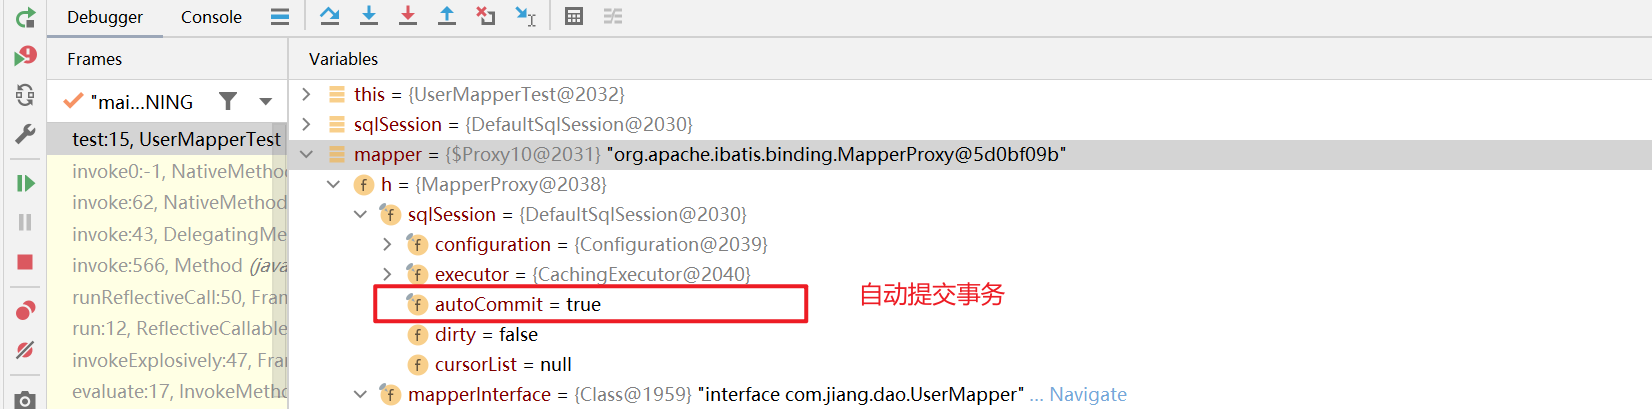 Debugger
Console
Frames
Variables
"mai...NING
test:15, UserMapperTest
invoke0:-1, NativeMethod
invoke:62, NativeMethod
invoke:43, DelegatingMe
invoke:566, Method (java
runReflectiveCall:50, Fran
run:12, ReflectiveCallable
invokeExplosively:47, Fra
evaluate:17, InvokeMetho
this = {UserMapperTest@2032}
sqlSession = {DefaultSqlSession@2030}
mapper = {$Proxy10@2031} "org.apache.ibatis.binding.MapperProxy@5d0bf09b"
h = {MapperProxy@2038}
sqlSession = {DefaultSqlSession@2030}
configuration = {Configuration@2039}
executor = {CachingExecutor@2040}
autoCommit = true
自动提交事务
dirty = false
cursorList = null
mapperInterface = {Class@1959} "interface com.jiang.dao.UserMapper" ... Navigate